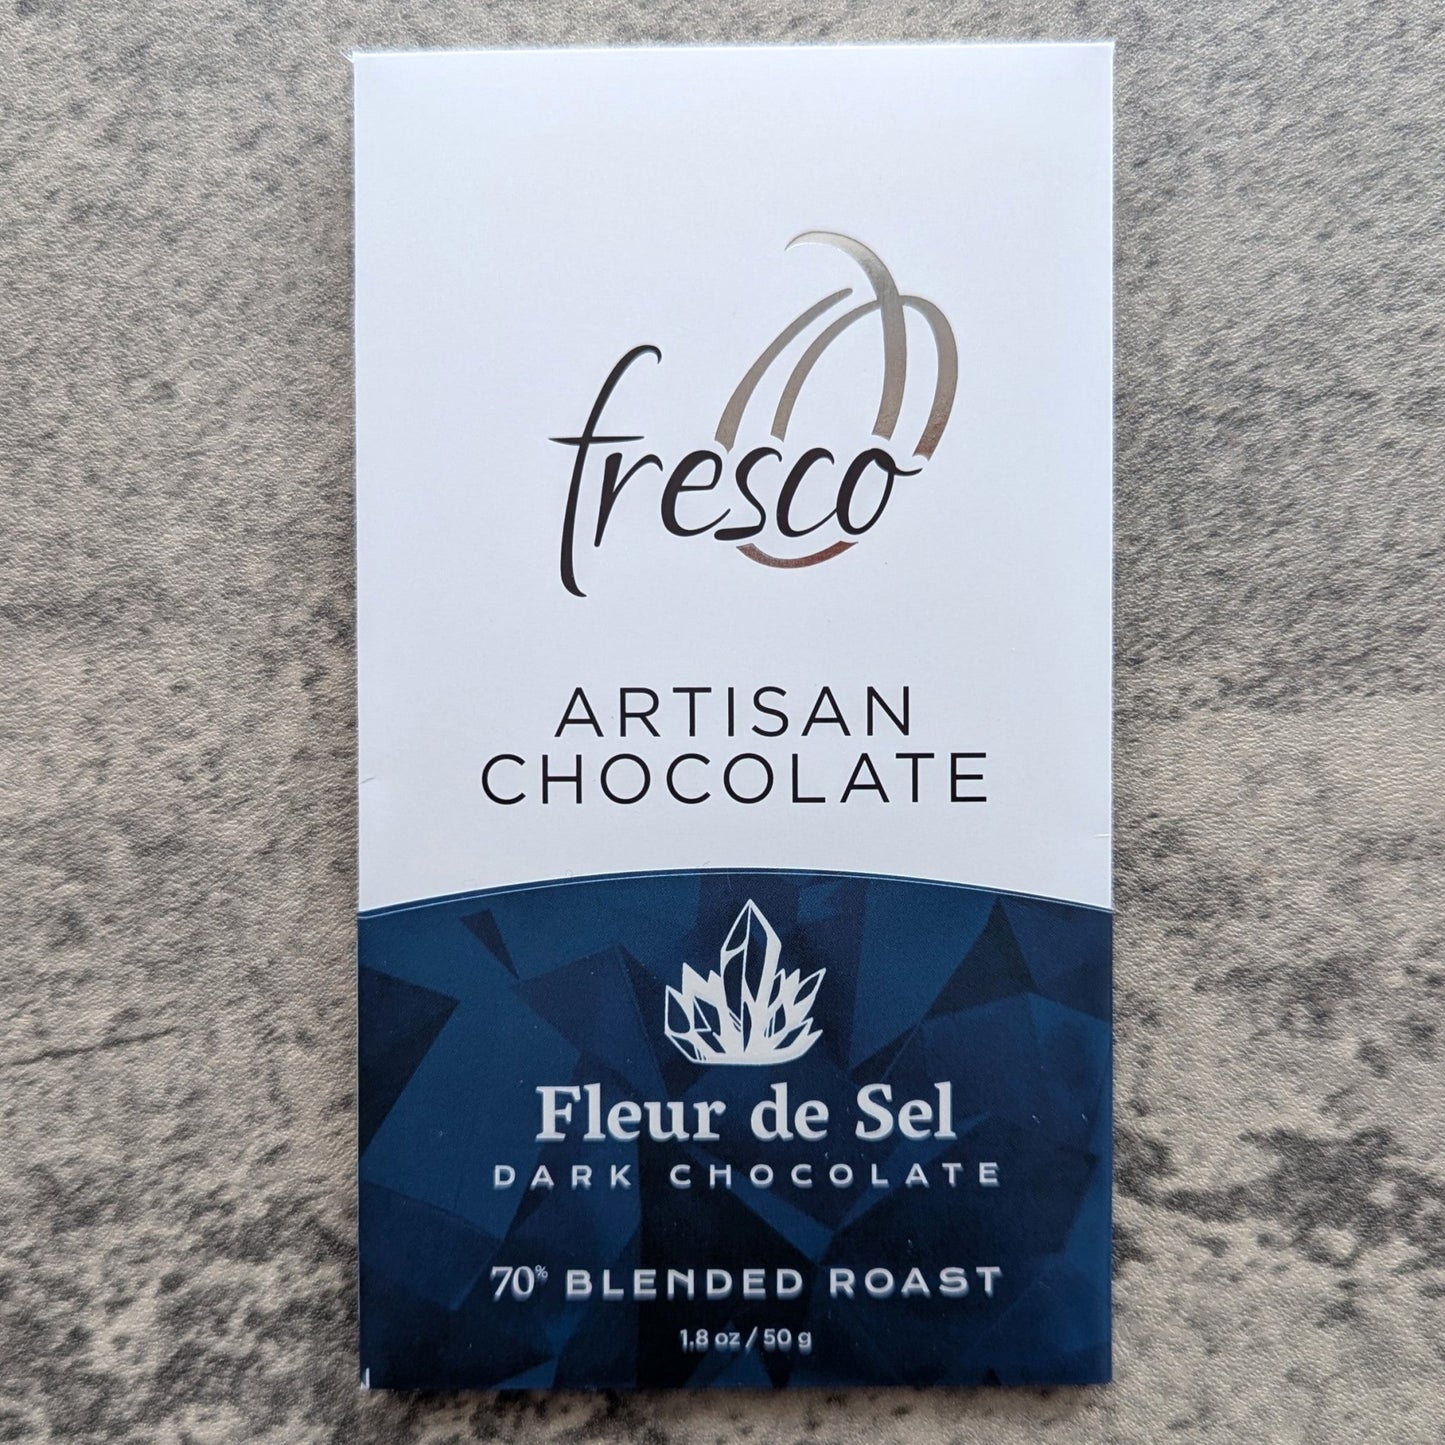 fresco
ARTISAN
CHOCOLATE
Fleur de Sel
DARK CHOCOLATE
70% BLENDED ROAST
1.8 oz / 50 g